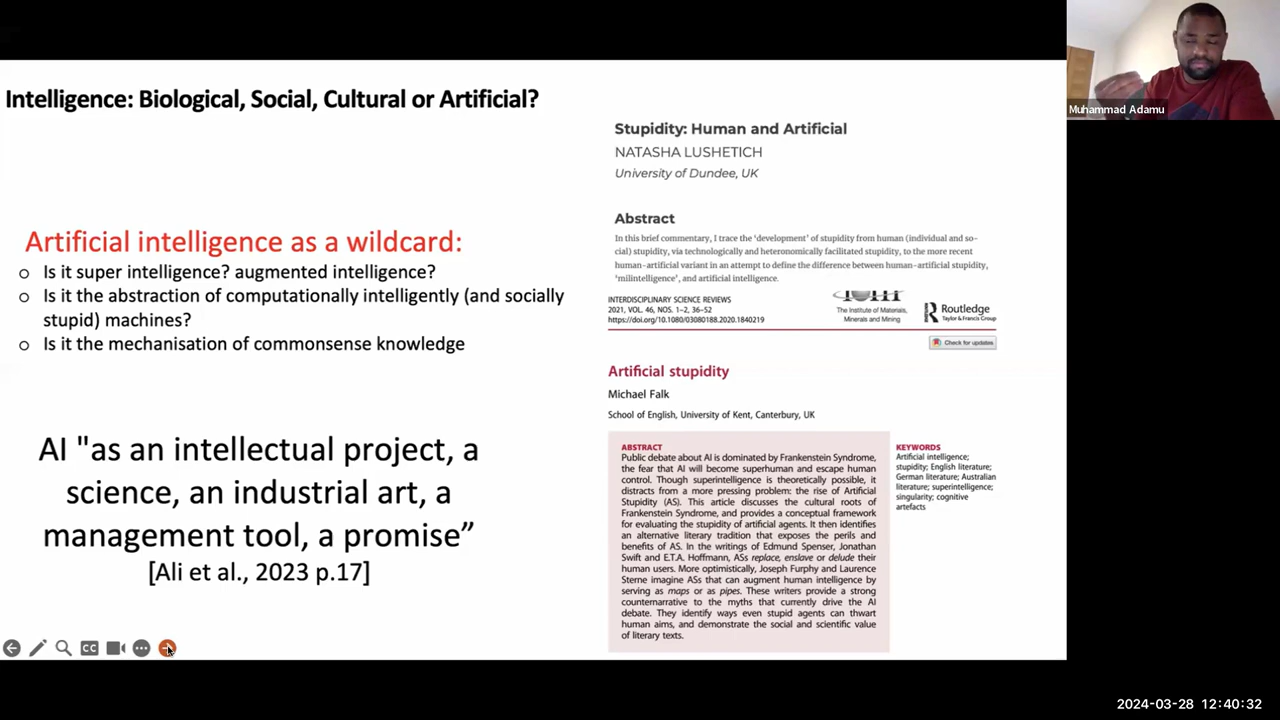 Intelligence: Biological, Social, Cultural or Artificial?
Artificial intelligence as a wildcard:
o Is it super intelligence? augmented intelligence?
o Is it the abstraction of computationally intelligently (and socially
stupid) machines?
o Is it the mechanisation of commonsense knowledge
AI "as an intellectual project, a
science, an industrial art, a
management tool, a promise”
[Ali et al., 2023 p.17]
CC
Stupidity: Human and Artificial
NATASHA LUSHETICH
University of Dundee, UK
Abstract
In this brief commentary, I trace the ‘development’ of stupidity from human (individual and so-
cial) stupidity, via technologically and heteronomically facilitated stupidity, to the more recent
human-artificial variant in an attempt to define the difference between human-artificial stupidity,
‘milintelligence’, and artificial intelligence.
INTERDISCIPLINARY SCIENCE REVIEWS
2021, VOL. 46, NOS. 1–2, 36–52
https://doi.org/10.1080/03080188.2020.1840219
The Institute of Materials,
Minerals and Mining
Routledge
Taylor & Francis Group
Check for updates
Artificial stupidity
Michael Falk
School of English, University of Kent, Canterbury, UK
ABSTRACT
Public debate about AI is dominated by Frankenstein Syndrome,
the fear that AI will become superhuman and escape human
control. Though superintelligence is theoretically possible, it
distracts from a more pressing problem: the rise of Artificial
Stupidity (AS). This article discusses the cultural roots of
Frankenstein Syndrome, and provides a conceptual framework
for evaluating the stupidity of artificial agents. It then identifies
an alternative literary tradition that exposes the perils and
benefits of AS. In the writings of Edmund Spenser, Jonathan
Swift and E.T.A. Hoffmann, ASs replace, enslave or delude their
human users. More optimistically, Joseph Furphy and Laurence
Sterne imagine ASs that can augment human intelligence by
serving as maps or as pipes. These writers provide a strong
counternarrative to the myths that currently drive the AI
debate. They identify ways even stupid agents can thwart
human aims, and demonstrate the social and scientific value
of literary texts.
KEYWORDS
Artificial intelligence;
stupidity; English literature;
German literature; Australian
literature; superintelligence;
singularity; cognitive
artefacts
Muhammad Adamu
2024-03-28 12:40:32